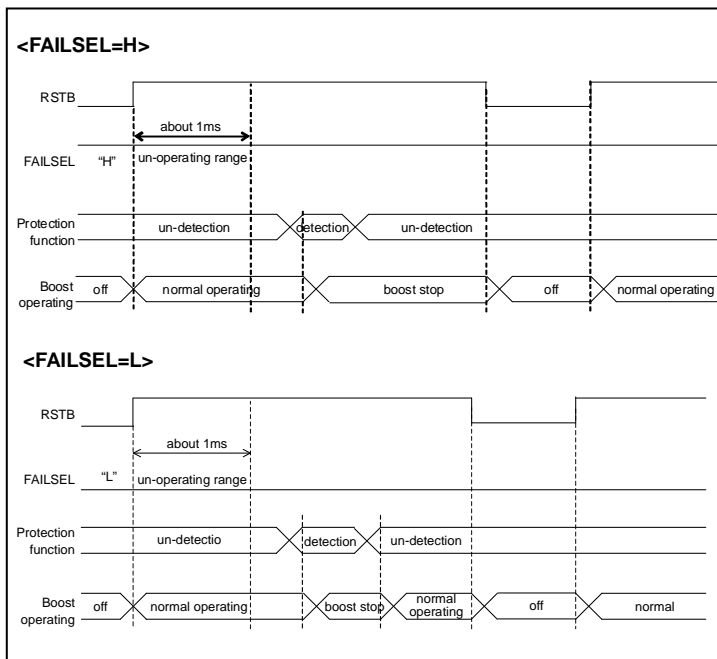 <FAILSEL=H>
RSTB
about 1ms
FAILSEL "H" un-operating range
Protection
function
un-detection detection un-detection
Boost
operating
off normal operating boost stop off normal operating
<FAILSEL=L>
RSTB
about 1ms
FAILSEL "L" un-operating range
Protection
function
un-detectio detection un-detection
Boost
operating
off normal operating boost stop normal
operating off normal